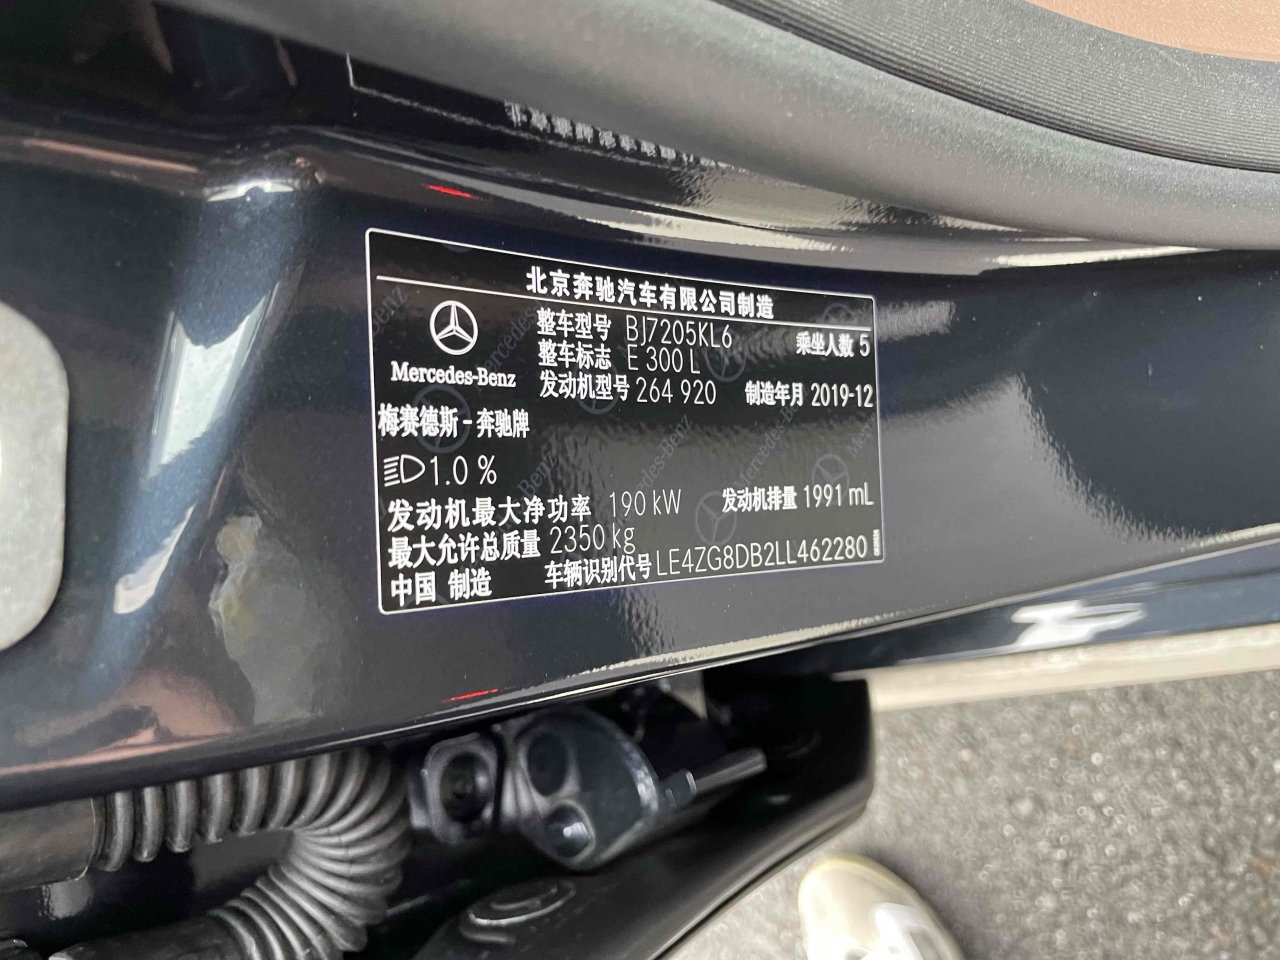 北京奔驰汽车有限公司制造
Mercedes-Benz
整车型号 BJ7205KL6 乘坐人数 5
整车标志 E 300 L
发动机型号 264 920 制造年月 2019-12
梅赛德斯-奔驰牌
1.0 %
发动机最大净功率 190 kW 发动机排量 1991 mL
最大允许总质量 2350 kg
中国 制造 车辆识别代号 LE4ZG8DB2LL462280